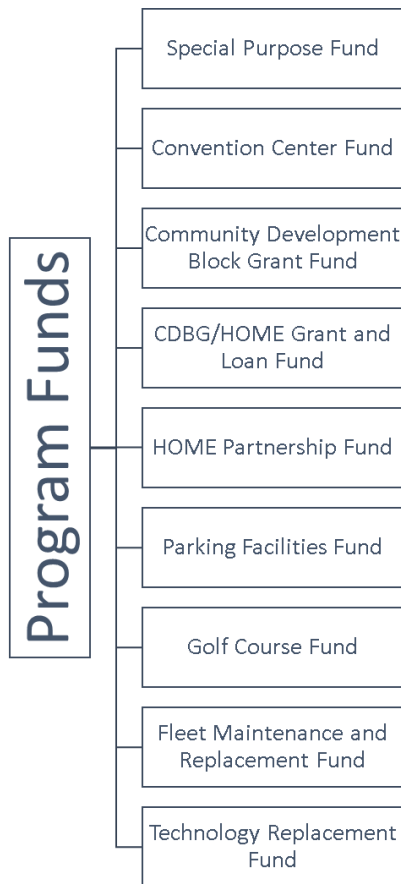 Program Funds
Special Purpose Fund
Convention Center Fund
Community Development
Block Grant Fund
CDBG/HOME Grant and
Loan Fund
HOME Partnership Fund
Parking Facilities Fund
Golf Course Fund
Fleet Maintenance and
Replacement Fund
Technology Replacement
Fund